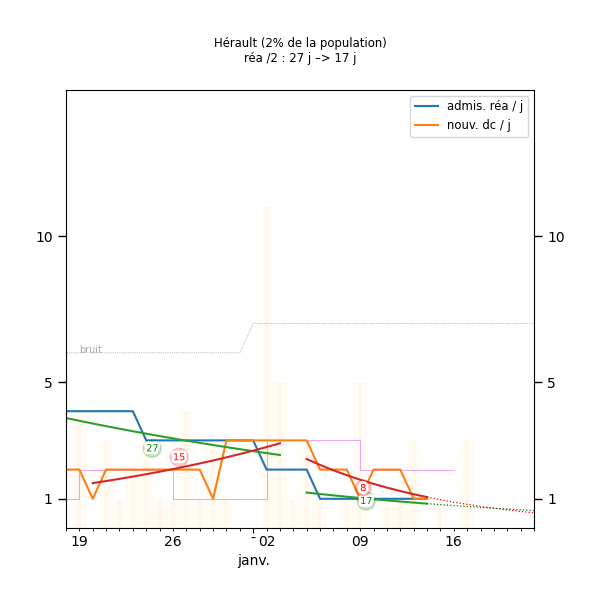 Hérault (2% de la population)
réa /2 : 27 j –> 17 j
admis. réa / j
nouv. dc / j
10
10
bruit
5
5
27
15
8
17
1
1
19
26
02
09
16
janv.